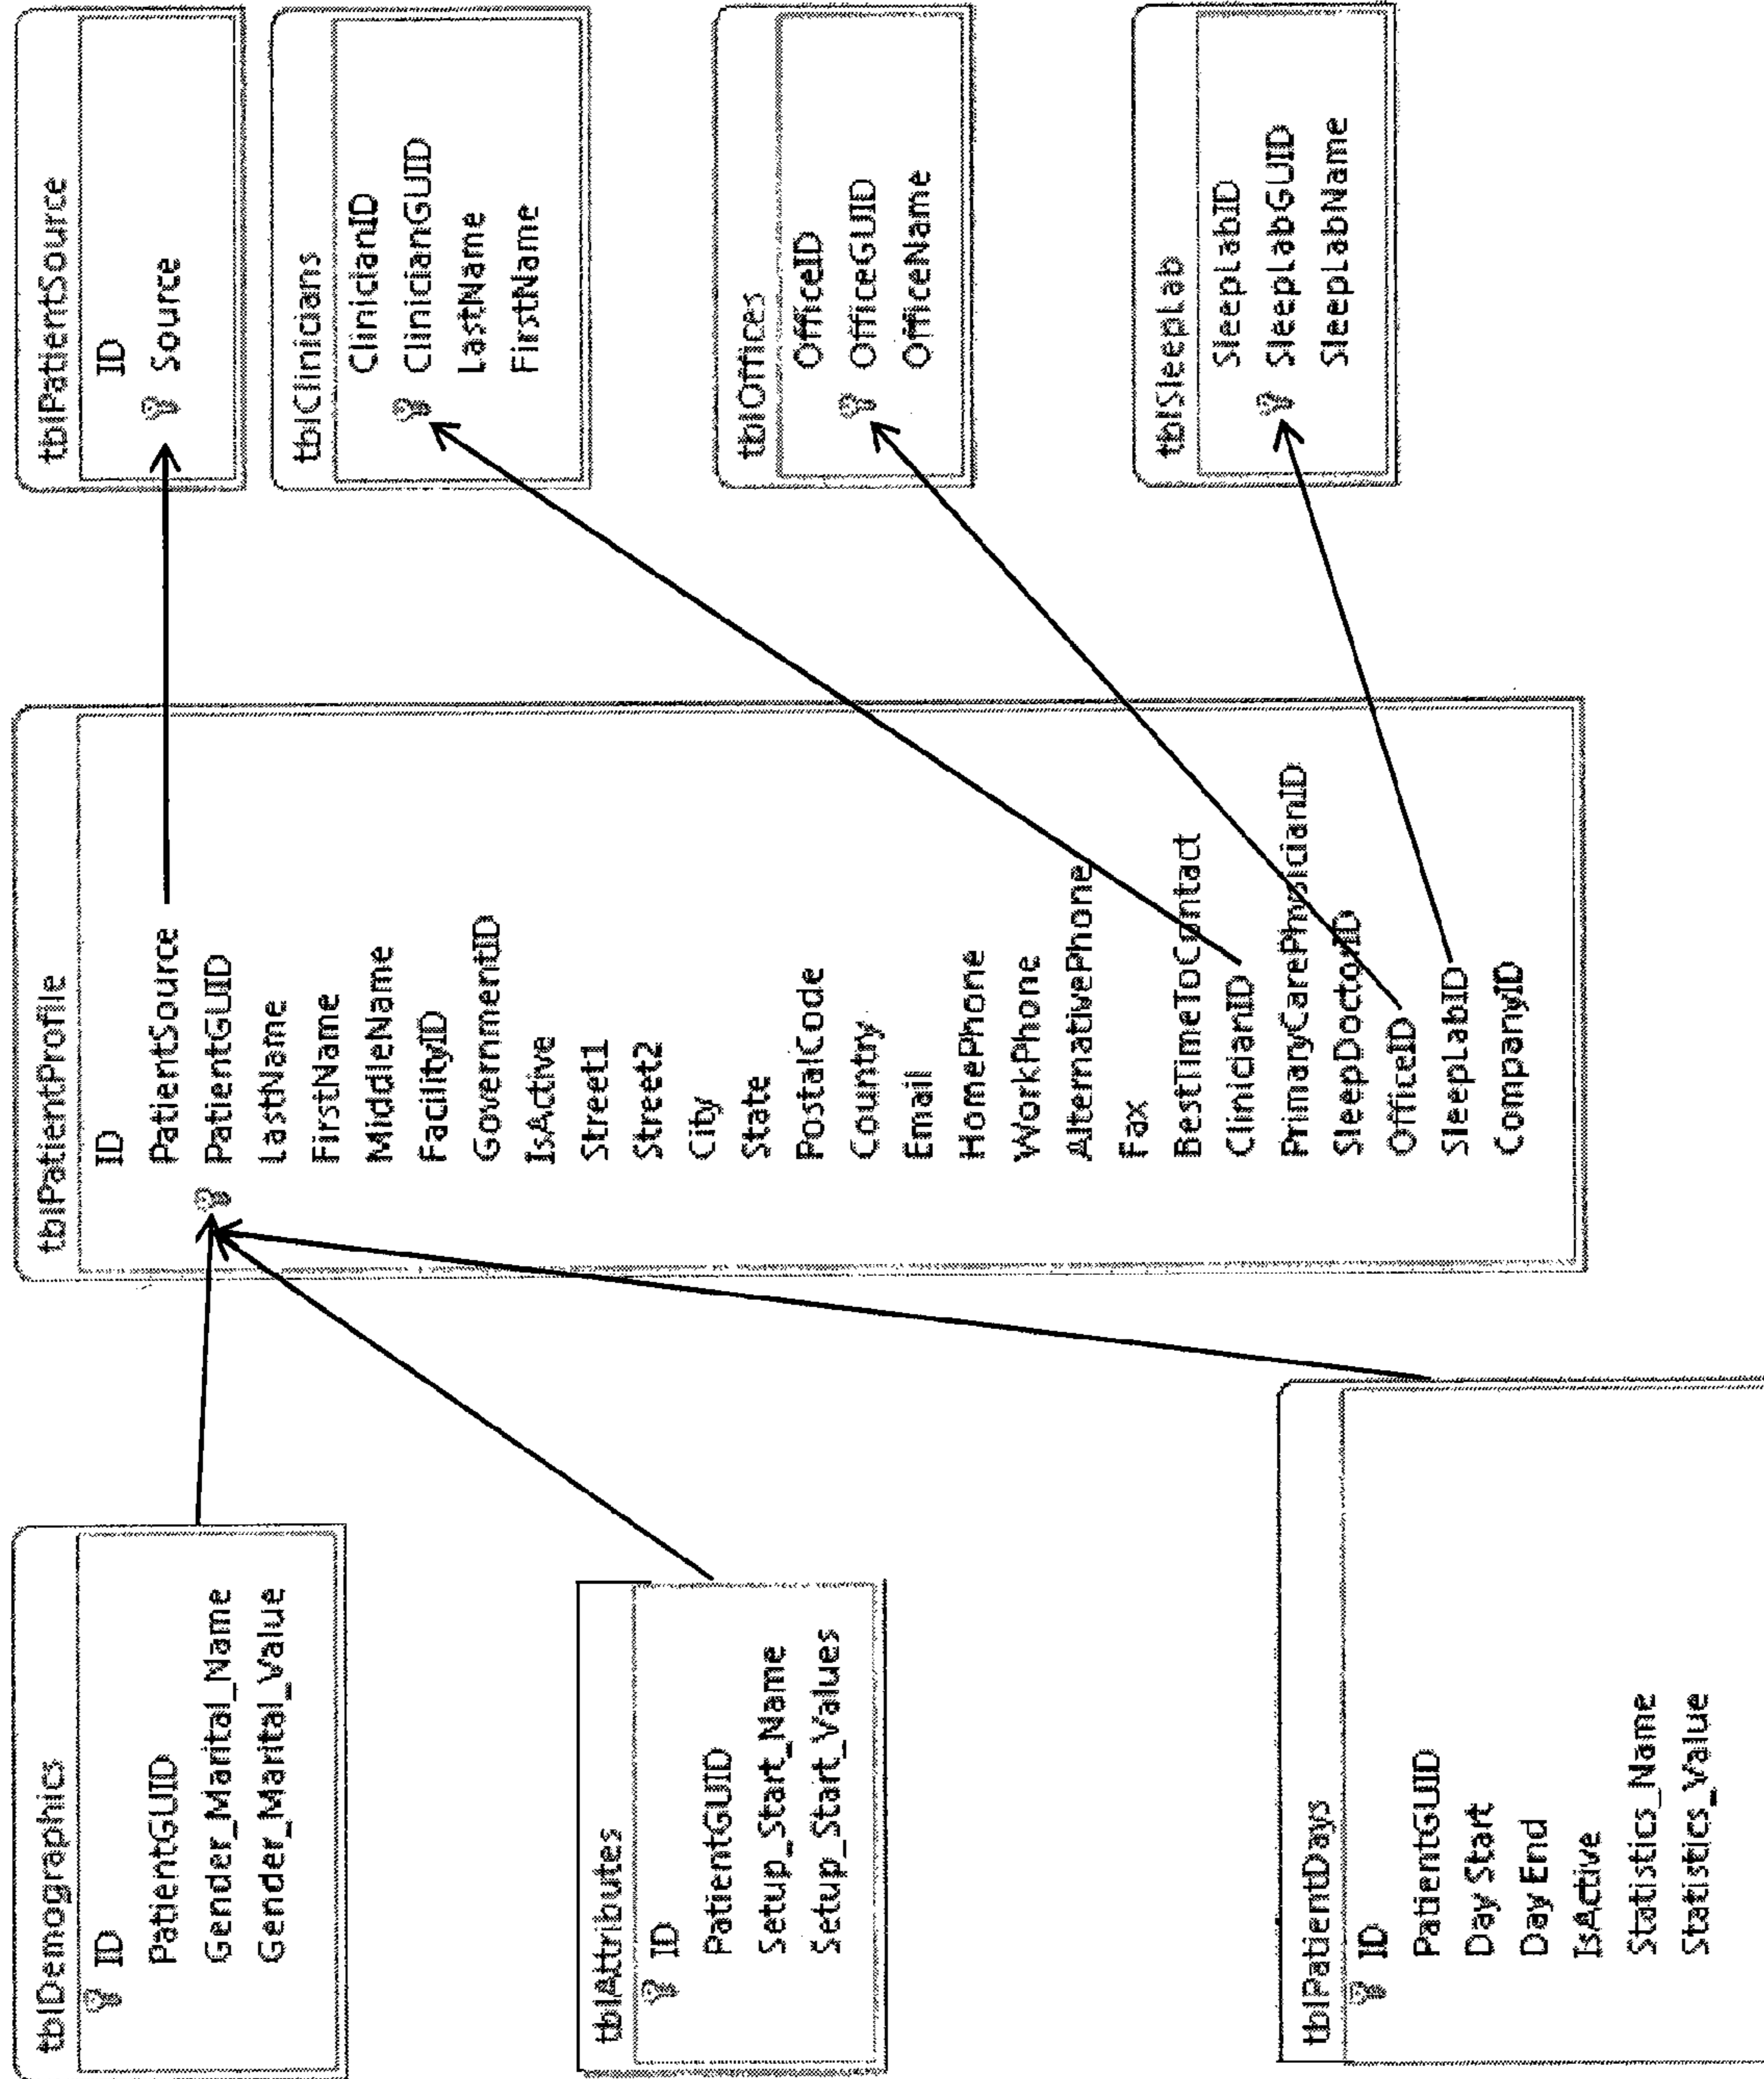 tblDemographics
ID
PatientGUID
Gender_Marital_Name
Gender_Marital_Value
tblAttributes
ID
PatientGUID
Setup_Start_Name
Setup_Start_Values
tblPatientDays
ID
PatientGUID
Day Start
Day End
IsActive
Statistics_Name
Statistics_Value
tblPatientProfile
ID
PatientSource
PatientGUID
LastName
FirstName
MiddleName
FacilityID
GovernmentID
IsActive
Street1
Street2
City
State
PostalCode
Country
Email
HomePhone
WorkPhone
AlternativePhone
Fax
BestTimeToContact
ClinicianID
PrimaryCarePhysicianID
SleepDoctorID
OfficeID
SleepLabID
CompanyID
tblPatientSource
ID
Source
tblClinicians
ClinicianID
ClinicianGUID
LastName
FirstName
tblOffices
OfficeID
OfficeGUID
OfficeName
tblSleepLab
SleepLabID
SleepLabGUID
SleepLabName